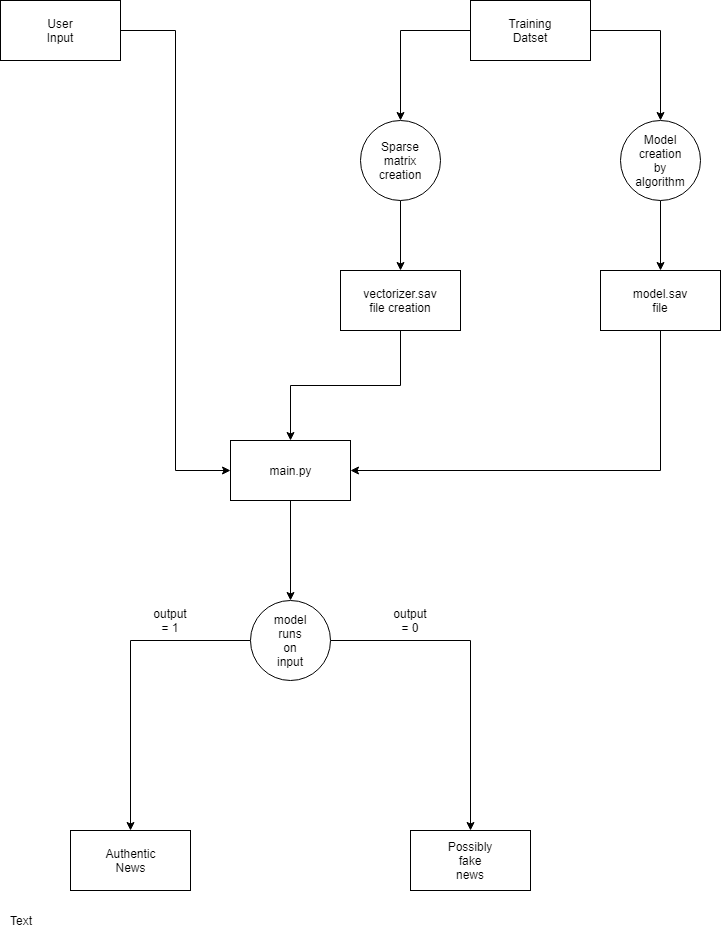 User
Input
Training
Datset
Sparse
matrix
creation
Model
creation
by
algorithm
vectorizer.sav
file creation
model.sav
file
main.py
output
= 1
model
runs
on
input
output
= 0
Authentic
News
Possibly
fake
news
Text